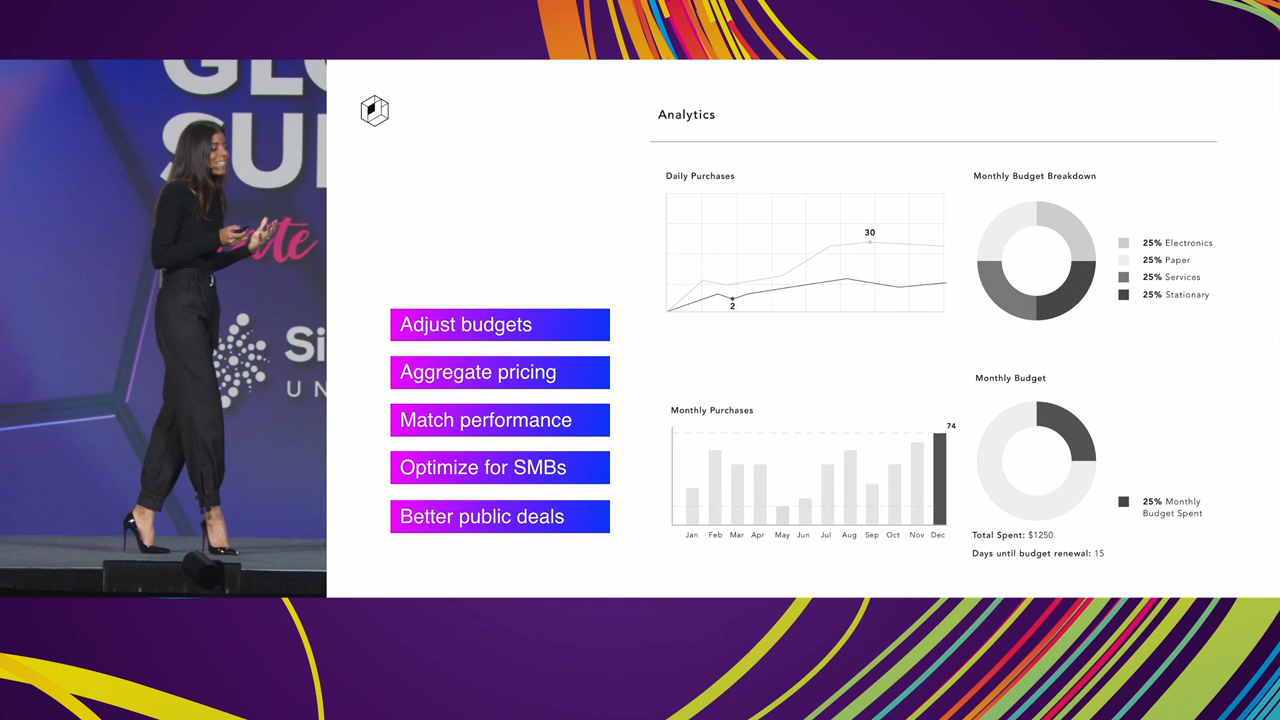 SU
Analytics
Daily Purchases
30
2
Monthly Budget Breakdown
25% Electronics
25% Paper
25% Services
25% Stationary
Adjust budgets
Aggregate pricing
Match performance
Optimize for SMBs
Better public deals
Monthly Purchases
74
Jan Feb Mar Apr May Jun Jul Aug Sep Oct Nov Dec
Monthly Budget
25% Monthly
Budget Spent
Total Spent: $1250
Days until budget renewal: 15
Si
UN